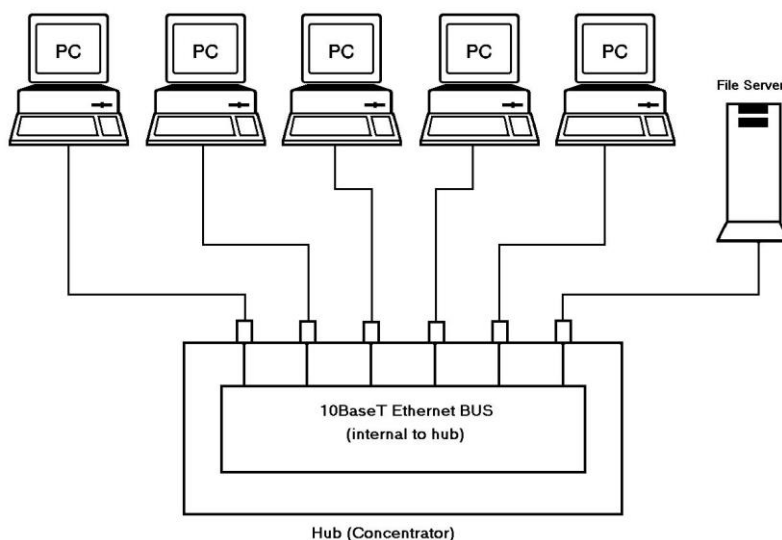 PC
PC
PC
PC
PC
File Server
10BaseT Ethernet BUS
(internal to hub)
Hub (Concentrator)